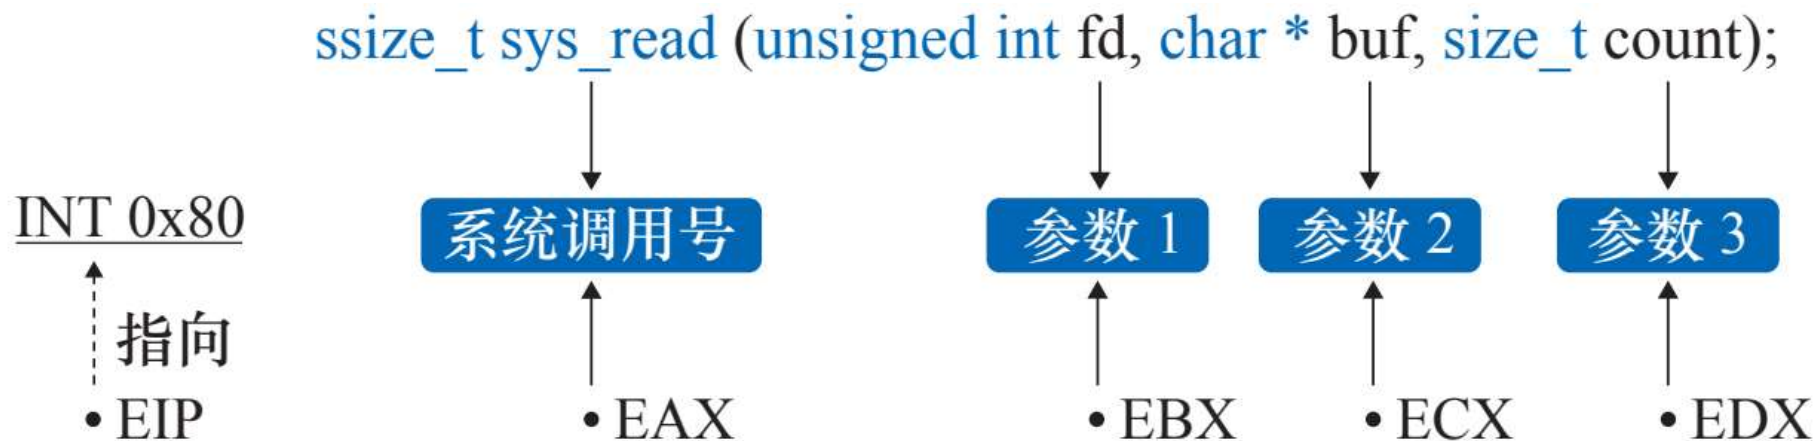 ssize_t sys_read (unsigned int fd, char * buf, size_t count);
INT 0x80 系统调用号 参数 1 参数 2 参数 3
指向
• EIP • EAX • EBX • ECX • EDX